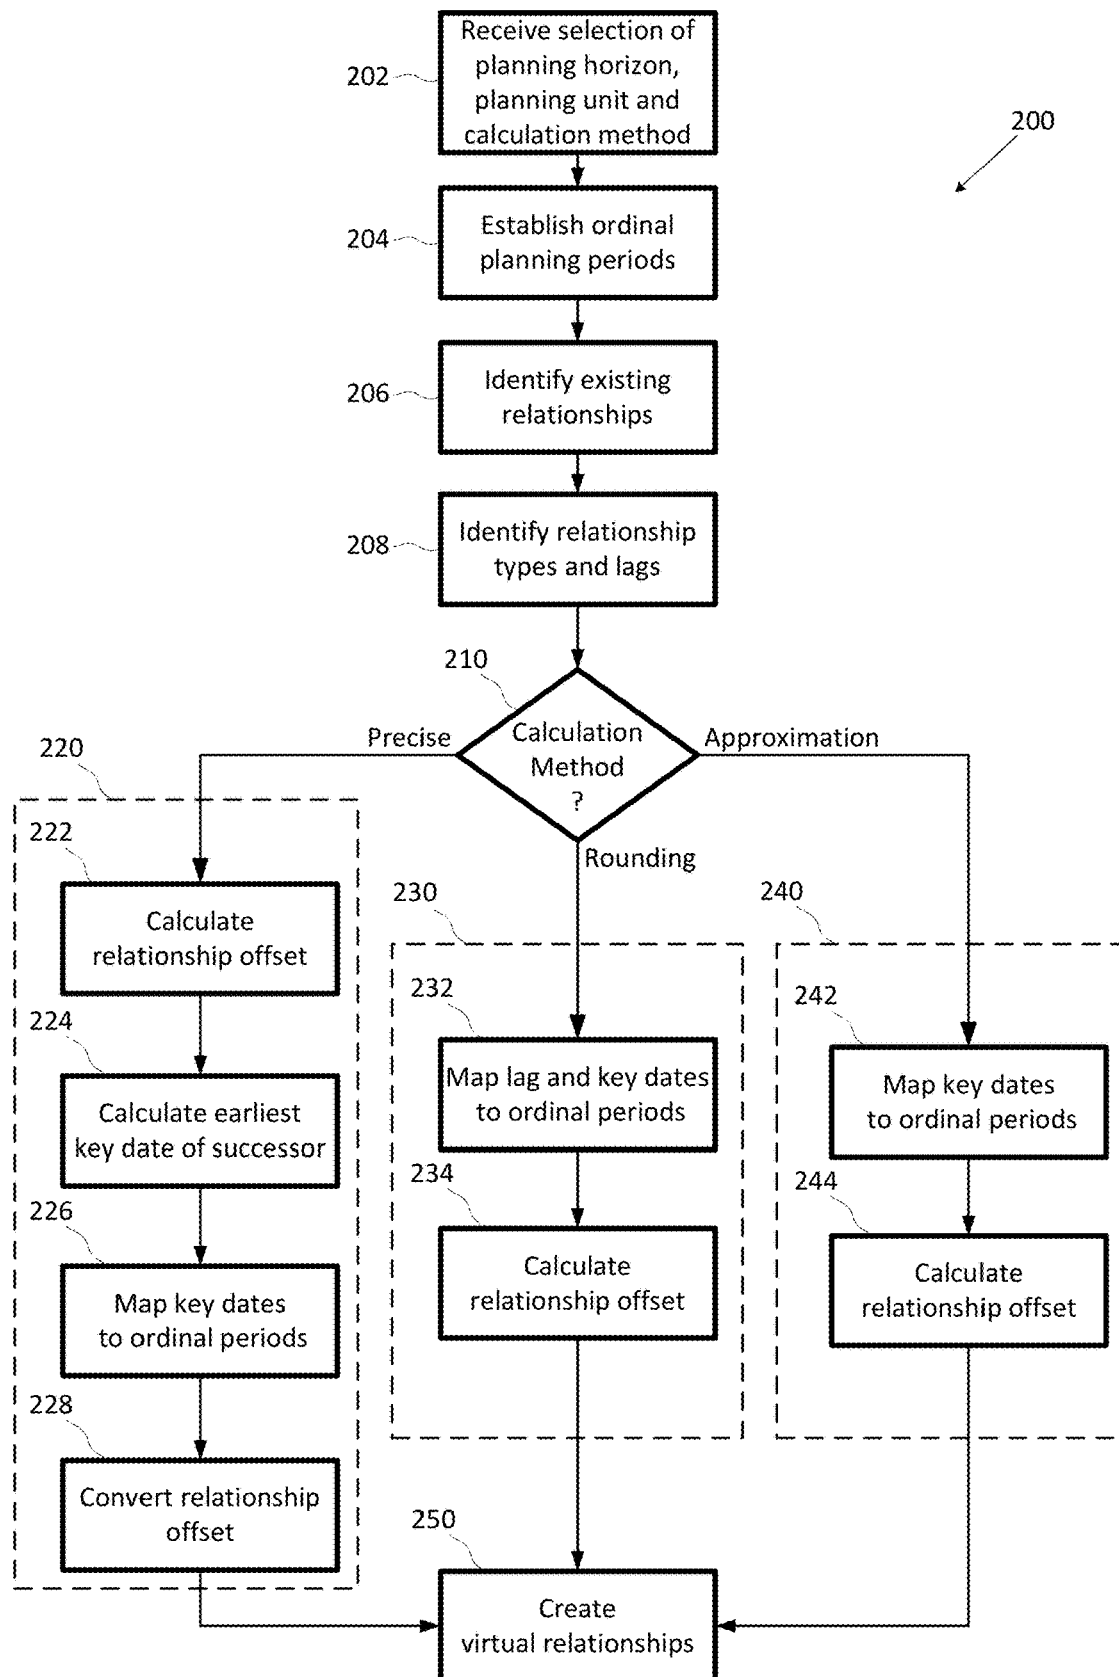 Receive selection of
planning horizon,
planning unit and
calculation method
202
200
Establish ordinal
planning periods
204
Identify existing
relationships
206
Identify relationship
types and lags
208
210
Calculation
Method
?
Precise
Approximation
Rounding
220
222
Calculate
relationship offset
224
Calculate earliest
key date of successor
226
Map key dates
to ordinal periods
228
Convert relationship
offset
230
232
Map lag and key dates
to ordinal periods
234
Calculate
relationship offset
240
242
Map key dates
to ordinal periods
244
Calculate
relationship offset
250
Create
virtual relationships